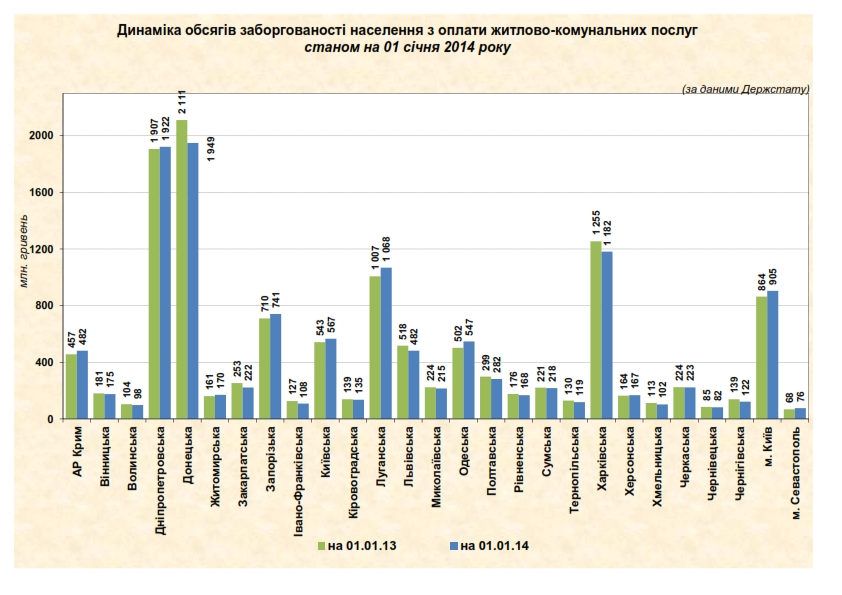 Динаміка обсягів заборгованості населення з оплати житлово-комунальних послуг
станом на 01 січня 2014 року
(за даними Держстату)
млн. гривень
2000
1600
1200
800
400
0
457 482
181 175
104 98
1 907 1 922
2 111 1 949
161 170
253 222
710 741
127 108
543 567
139 135
1 007 1 068
518 482
224 215
502 547
299 282
176 168
221 218
130 119
1 255 1 182
164 167
113 102
224 223
85 82
139 122
864 905
68 76
АР Крим
Вінницька
Волинська
Дніпропетровська
Донецька
Житомирська
Закарпатська
Запорізька
Івано-Франківська
Київська
Кіровоградська
Луганська
Львівська
Миколаївська
Одеська
Полтавська
Рівненська
Сумська
Тернопільська
Харківська
Херсонська
Хмельницька
Черкаська
Чернівецька
Чернігівська
м. Київ
м. Севастополь
на 01.01.13
на 01.01.14